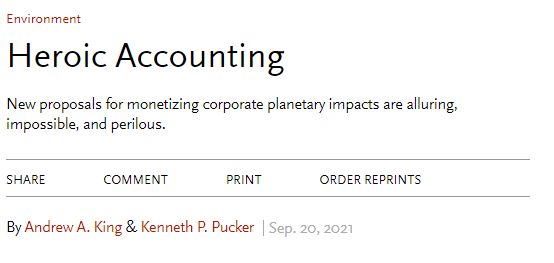 Environment
Heroic Accounting
New proposals for monetizing corporate planetary impacts are alluring,
impossible, and perilous.
SHARE COMMENT PRINT ORDER REPRINTS
By Andrew A. King & Kenneth P. Pucker | Sep. 20, 2021